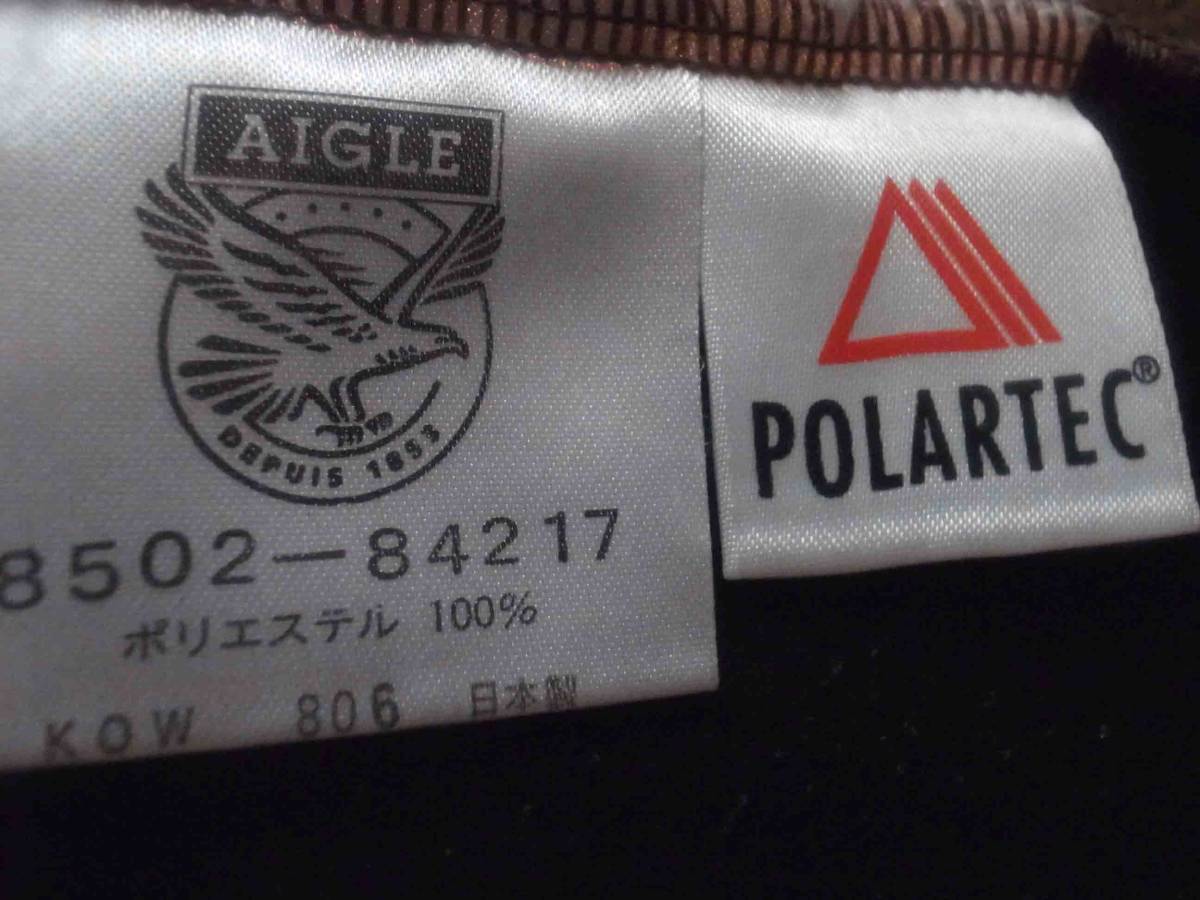 AIGLE
DEPUIS 1853
8502-84217
ポリエステル 100%
KOW 806 日本製
POLARTEC®